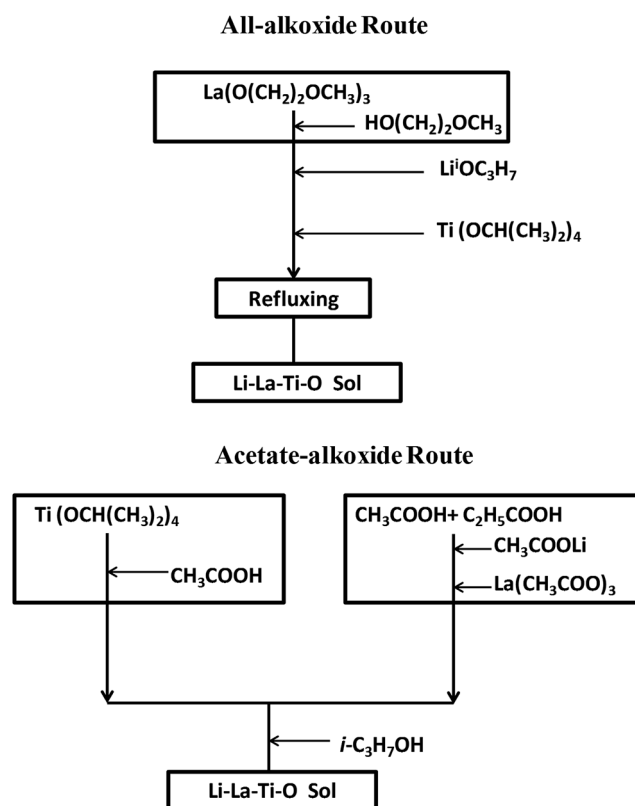 All-alkoxide Route
La(O(CH₂)₂OCH₃)₃
HO(CH₂)₂OCH₃
LiⁱOC₃H₇
Ti (OCH(CH₃)₂)₄
Refluxing
Li-La-Ti-O Sol
Acetate-alkoxide Route
Ti (OCH(CH₃)₂)₄
CH₃COOH
CH₃COOH+ C₂H₅COOH
CH₃COOLi
La(CH₃COO)₃
i-C₃H₇OH
Li-La-Ti-O Sol